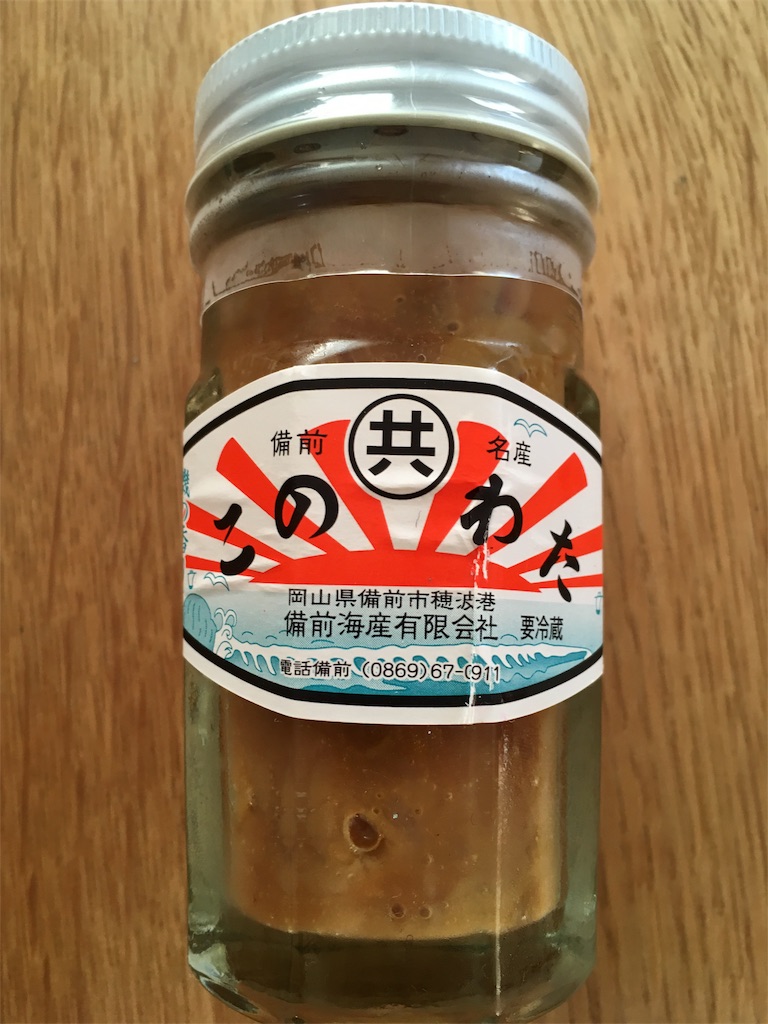 備前 共 名産
このわた
岡山県備前市穂波港
備前海産有限会社 要冷蔵
電話備前 (0869)67-0911